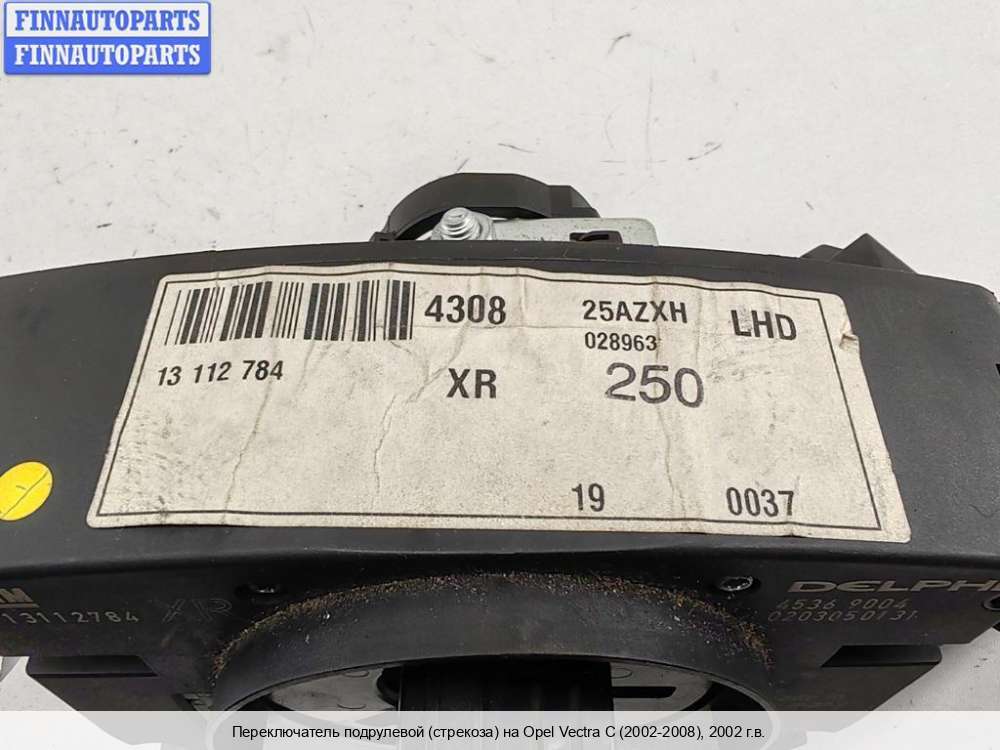 FINNAUTOPARTS
FINNAUTOPARTS
4308
25AZXH
LHD
028963
13 112 784
XR
250
19
0037
DELPHI
13112784 XR
4536 9004
0203050131
Переключатель подрулевой (стрекоза) на Opel Vectra C (2002-2008), 2002 г.в.